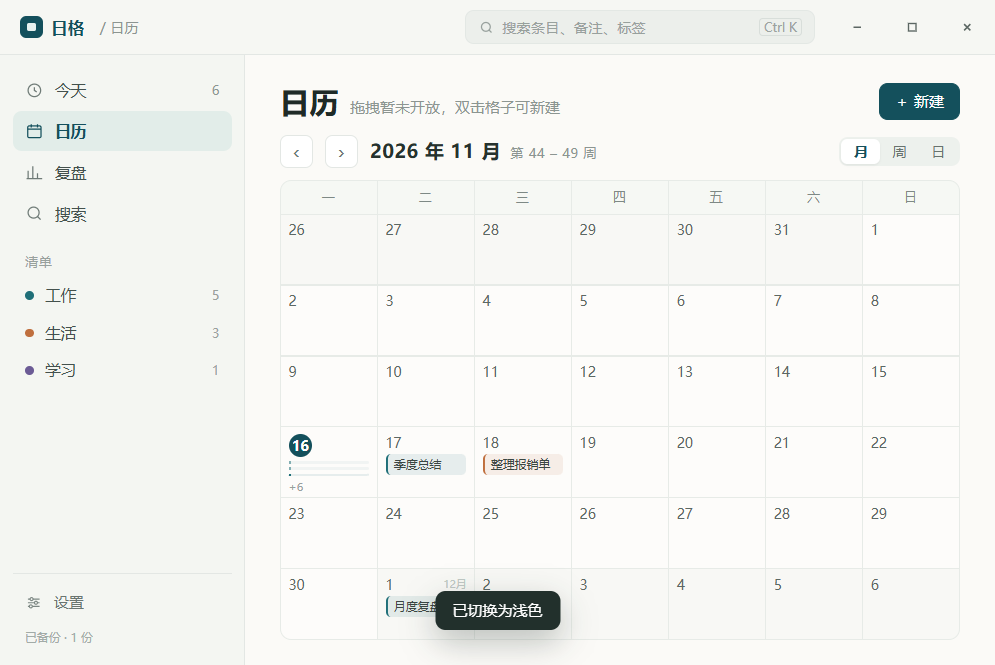 日格 / 日历
搜索条目、备注、标签 Ctrl K
今天 6
日历
复盘
搜索
清单
工作 5
生活 3
学习 1
设置
已备份 · 1 份
日历 拖拽暂未开放，双击格子可新建
+ 新建
‹ › 2026 年 11 月 第 44 – 49 周
月 周 日
一 二 三 四 五 六 日
26 27 28 29 30 31 1
2 3 4 5 6 7 8
9 10 11 12 13 14 15
16 17 18 19 20 21 22
季度总结 整理报销单
+6
23 24 25 26 27 28 29
30 1 12月 2 3 4 5 6
月度复盘
已切换为浅色